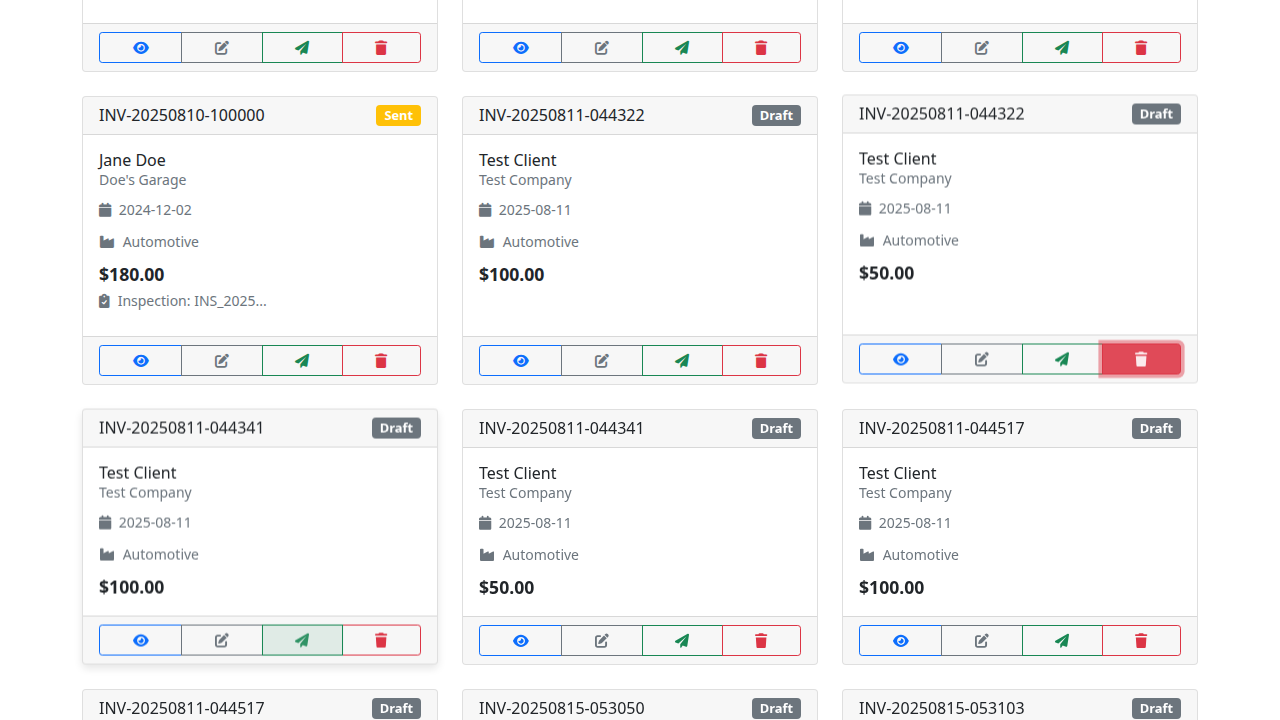 INV-20250810-100000 Sent
Jane Doe
Doe's Garage
2024-12-02
Automotive
$180.00
Inspection: INS_2025...
INV-20250811-044322 Draft
Test Client
Test Company
2025-08-11
Automotive
$100.00
INV-20250811-044322 Draft
Test Client
Test Company
2025-08-11
Automotive
$50.00
INV-20250811-044341 Draft
Test Client
Test Company
2025-08-11
Automotive
$100.00
INV-20250811-044341 Draft
Test Client
Test Company
2025-08-11
Automotive
$50.00
INV-20250811-044517 Draft
Test Client
Test Company
2025-08-11
Automotive
$100.00
INV-20250811-044517 Draft
INV-20250815-053050 Draft
INV-20250815-053103 Draft